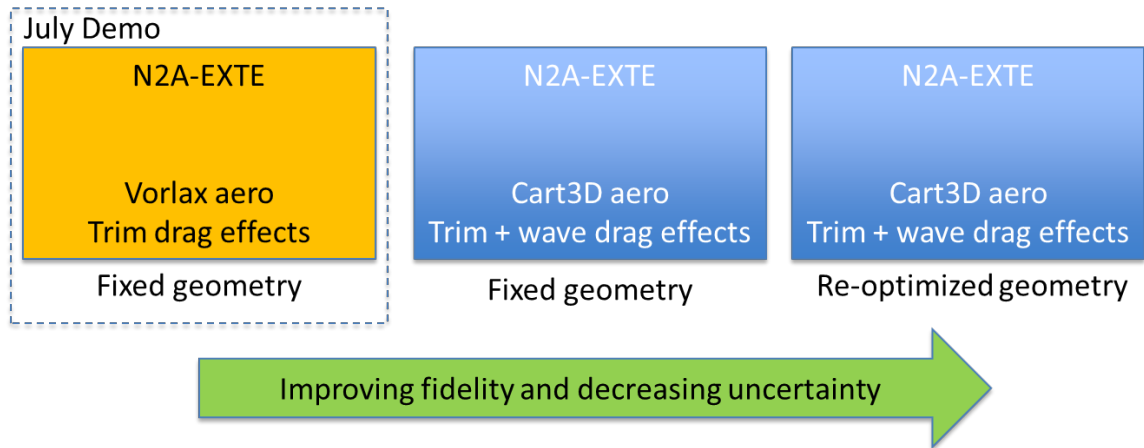 July Demo
N2A-EXTE
Vorlax aero
Trim drag effects
Fixed geometry
N2A-EXTE
Cart3D aero
Trim + wave drag effects
Fixed geometry
N2A-EXTE
Cart3D aero
Trim + wave drag effects
Re-optimized geometry
Improving fidelity and decreasing uncertainty